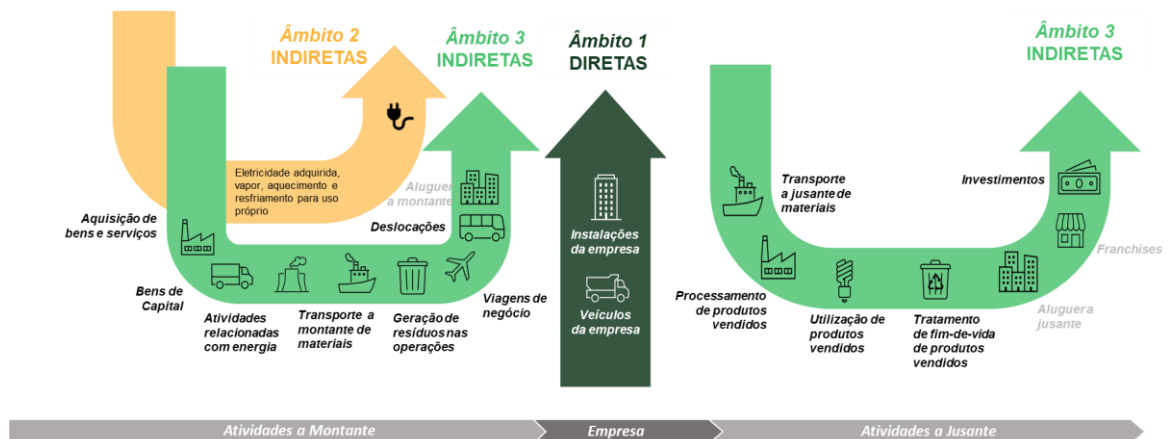 Âmbito 2
INDIRETAS
Âmbito 3
INDIRETAS
Âmbito 1
DIRETAS
Âmbito 3
INDIRETAS
Eletricidade adquirida,
vapor, aquecimento e
resfriamento para uso
próprio
Aluguer
a montante
Deslocações
Aquisição de
bens e serviços
Bens de
Capital
Atividades
relacionadas
com energia
Transporte a
montante de
materiais
Geração de
resíduos nas
operações
Viagens de
negócio
Instalações
da empresa
Veículos
da empresa
Transporte
a jusante de
materiais
Processamento
de produtos
vendidos
Utilização de
produtos
vendidos
Tratamento
de fim-de-vida
de produtos
vendidos
Aluguer a
jusante
Franchises
Investimentos
Atividades a Montante
Empresa
Atividades a Jusante